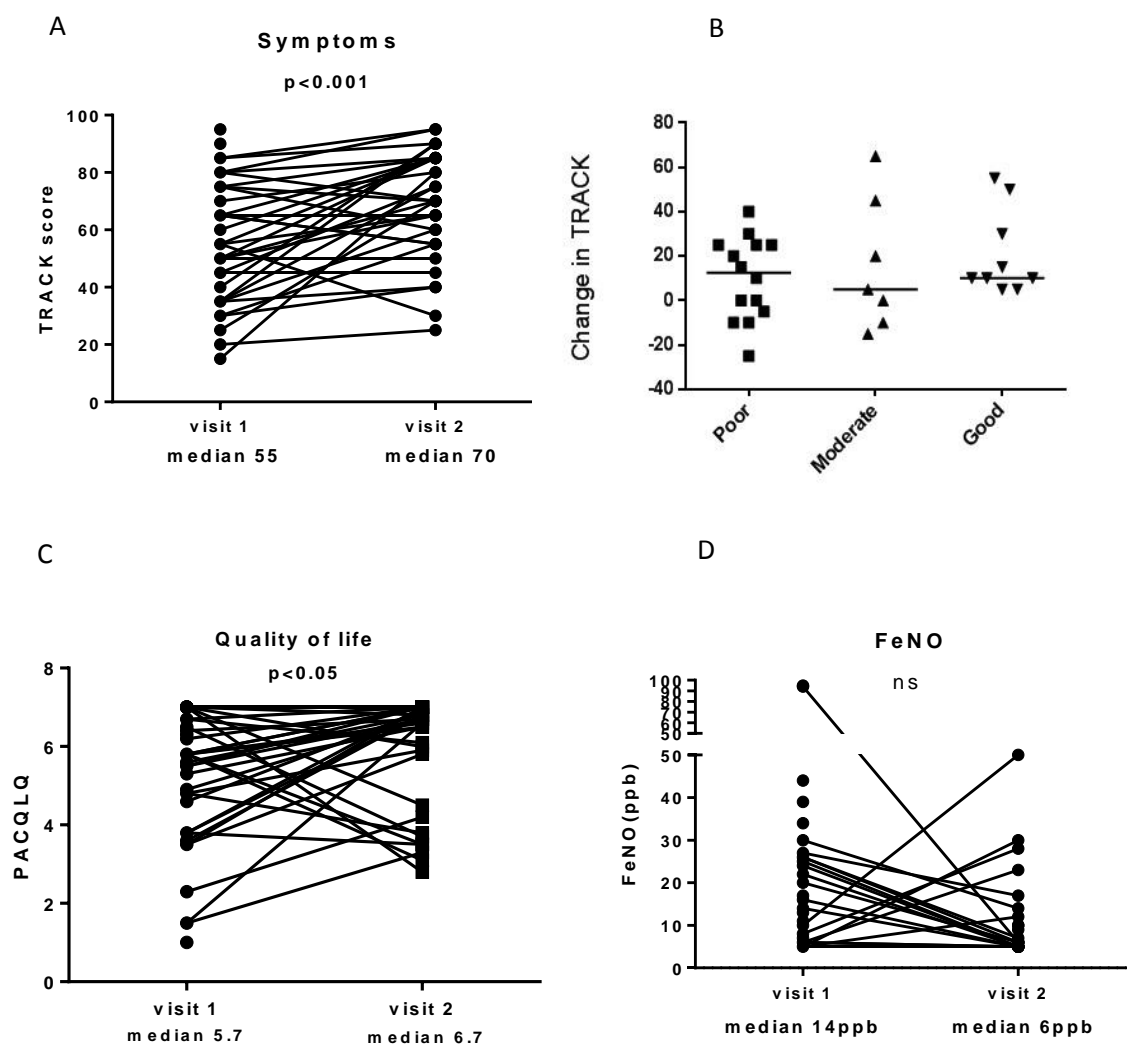 A
Symptoms
p<0.001
TRACK score
100
80
60
40
20
0
visit 1
median 55
visit 2
median 70
B
Change in TRACK
80
60
40
20
0
-20
-40
Poor
Moderate
Good
C
Quality of life
p<0.05
PACQLQ
8
6
4
2
0
visit 1
median 5.7
visit 2
median 6.7
D
FeNO
ns
FeNO(ppb)
100
90
80
70
60
50
50
40
30
20
10
0
visit 1
median 14ppb
visit 2
median 6ppb